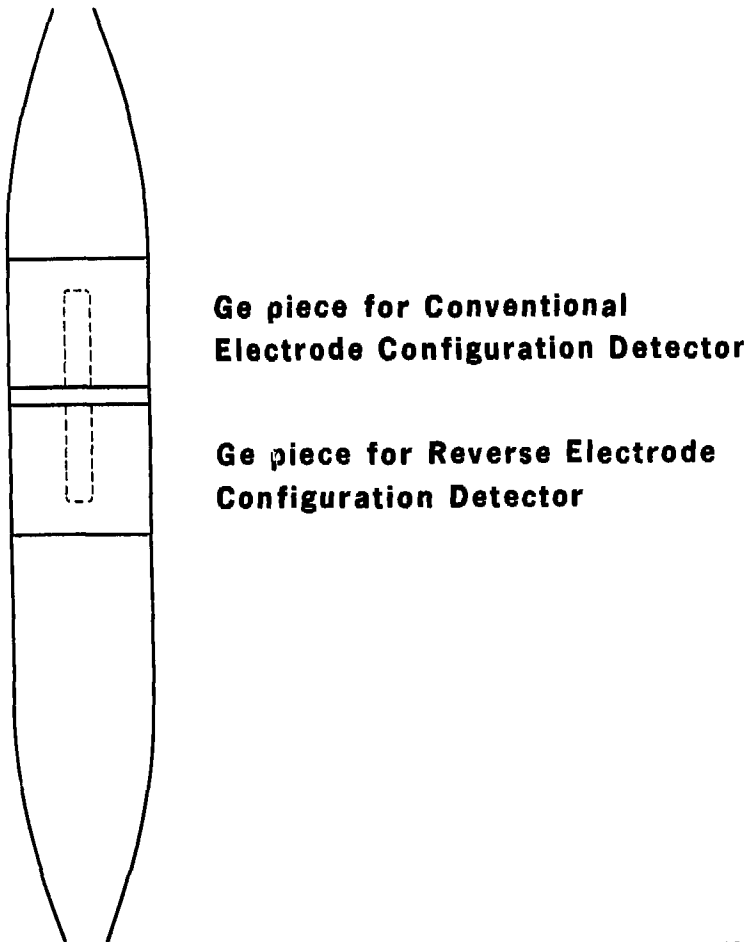 Ge piece for Conventional
Electrode Configuration Detector
Ge piece for Reverse Electrode
Configuration Detector